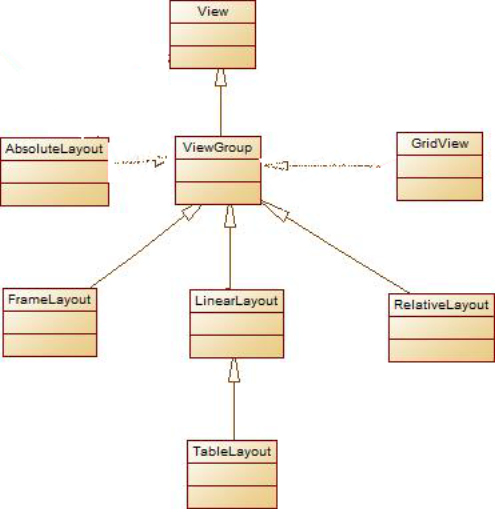 View
AbsoluteLayout
ViewGroup
GridView
FrameLayout
LinearLayout
RelativeLayout
TableLayout